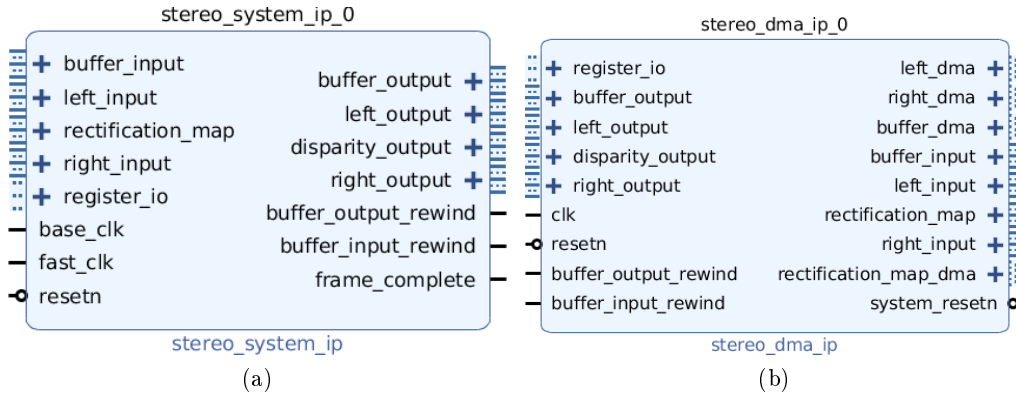 stereo_system_ip_0
buffer_input
left_input
rectification_map
right_input
register_io
base_clk
fast_clk
resetn
buffer_output
left_output
disparity_output
right_output
buffer_output_rewind
buffer_input_rewind
frame_complete
stereo_system_ip
(a)
stereo_dma_ip_0
register_io
buffer_output
left_output
disparity_output
right_output
clk
resetn
buffer_output_rewind
buffer_input_rewind
left_dma
right_dma
buffer_dma
buffer_input
left_input
rectification_map
right_input
rectification_map_dma
system_resetn
stereo_dma_ip
(b)